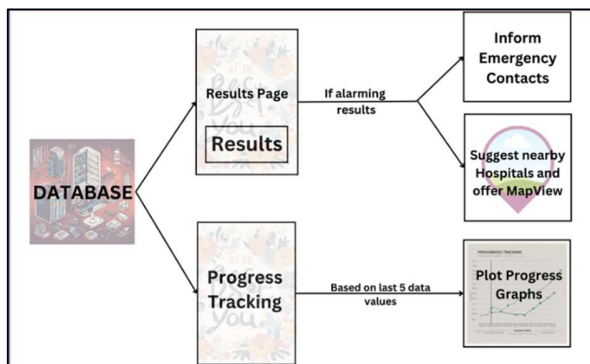 DATABASE
Results Page
Results
If alarming
results
Inform
Emergency
Contacts
Suggest nearby
Hospitals and
offer MapView
Progress
Tracking
Based on last 5 data
values
Plot Progress
Graphs